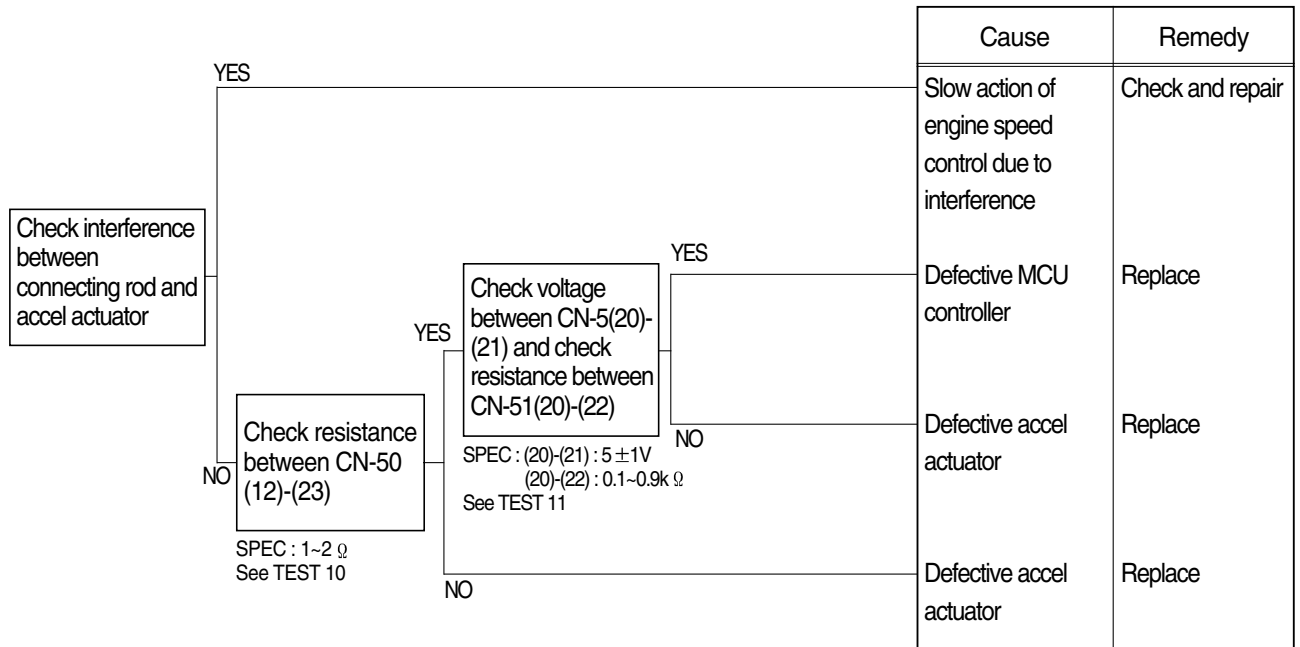 Cause
Remedy
YES
Slow action of
engine speed
control due to
interference
Check and repair
Check interference
between
connecting rod and
accel actuator
YES
Defective MCU
controller
Replace
YES
Check voltage
between CN-5(20)-
(21) and check
resistance between
CN-51(20)-(22)
NO
Defective accel
actuator
Replace
SPEC : (20)-(21) : 5 ±1V
(20)-(22) : 0.1~0.9k Ω
See TEST 11
NO
Check resistance
between CN-50
(12)-(23)
SPEC : 1~2 Ω
See TEST 10
NO
Defective accel
actuator
Replace